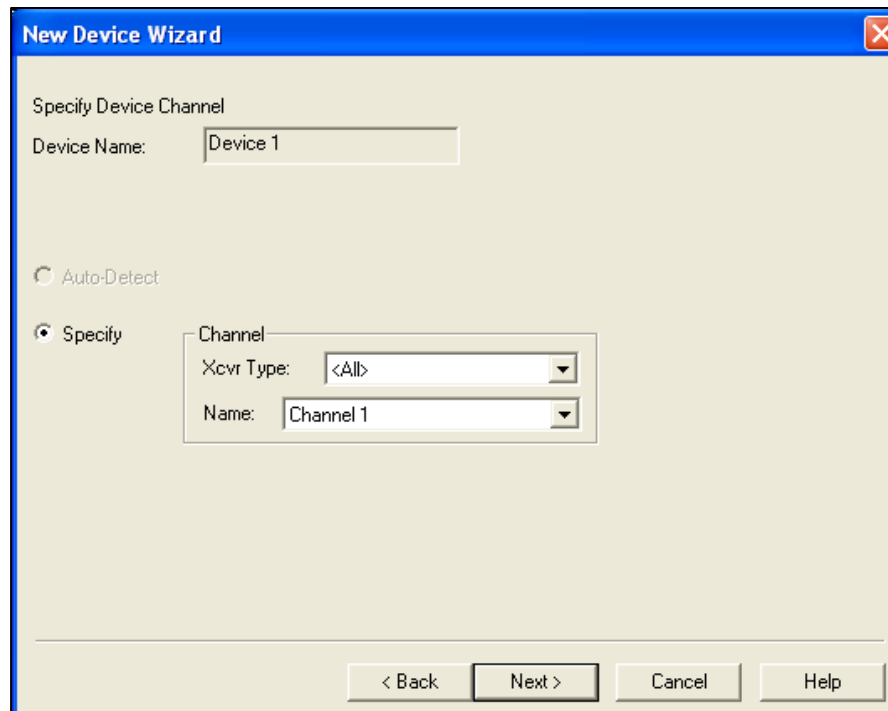 New Device Wizard
Specify Device Channel
Device Name: Device 1
Auto-Detect
Specify Channel
Xcvr Type: <All>
Name: Channel 1
< Back Next > Cancel Help